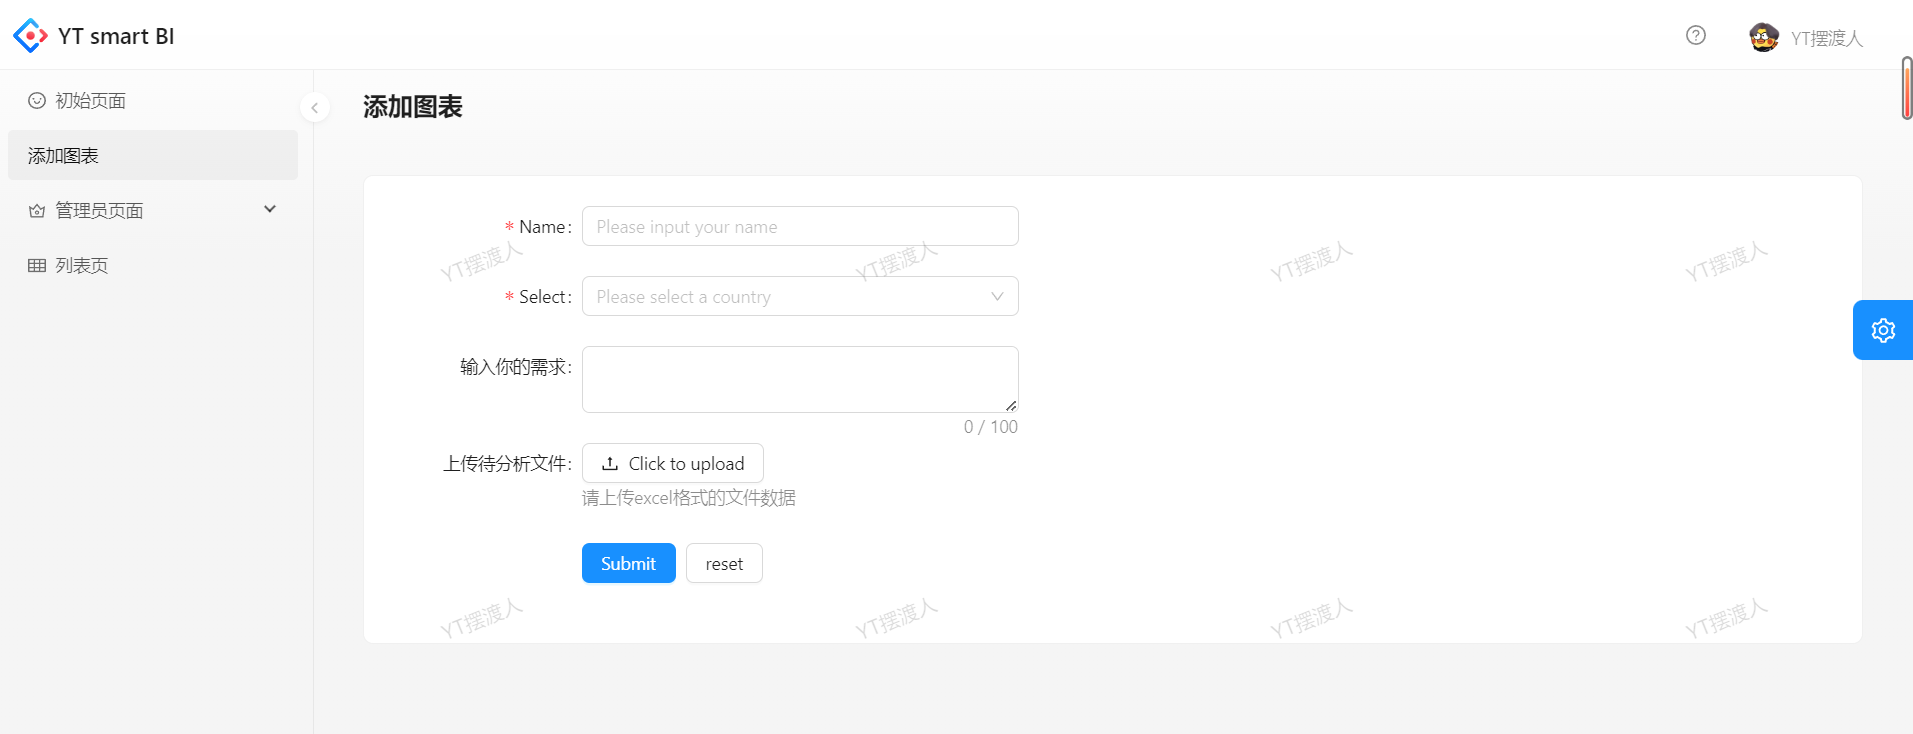 YT smart BI
YT摆渡人
初始页面
添加图表
管理员页面
列表页
添加图表
* Name:
Please input your name
YT摆渡人
YT摆渡人
YT摆渡人
YT摆渡人
* Select:
Please select a country
输入你的需求:
0 / 100
上传待分析文件:
Click to upload
请上传excel格式的文件数据
Submit
reset
YT摆渡人
YT摆渡人
YT摆渡人
YT摆渡人